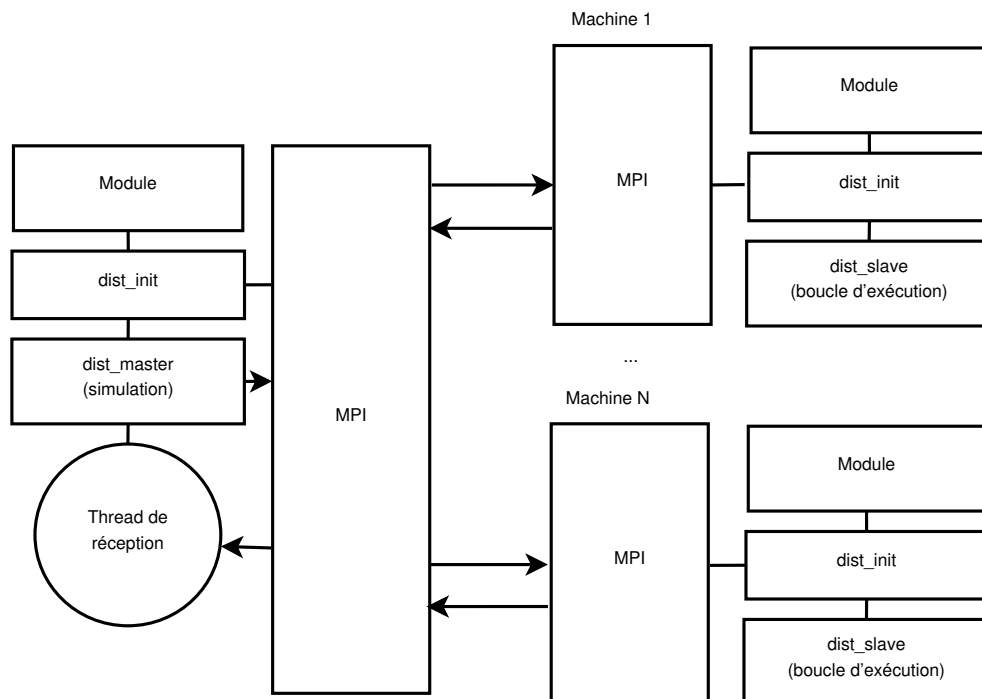 Machine 1
Module
dist_init
dist_master
(simulation)
Thread de
réception
MPI
MPI
Module
dist_init
dist_slave
(boucle d'exécution)
...
Machine N
MPI
Module
dist_init
dist_slave
(boucle d'exécution)